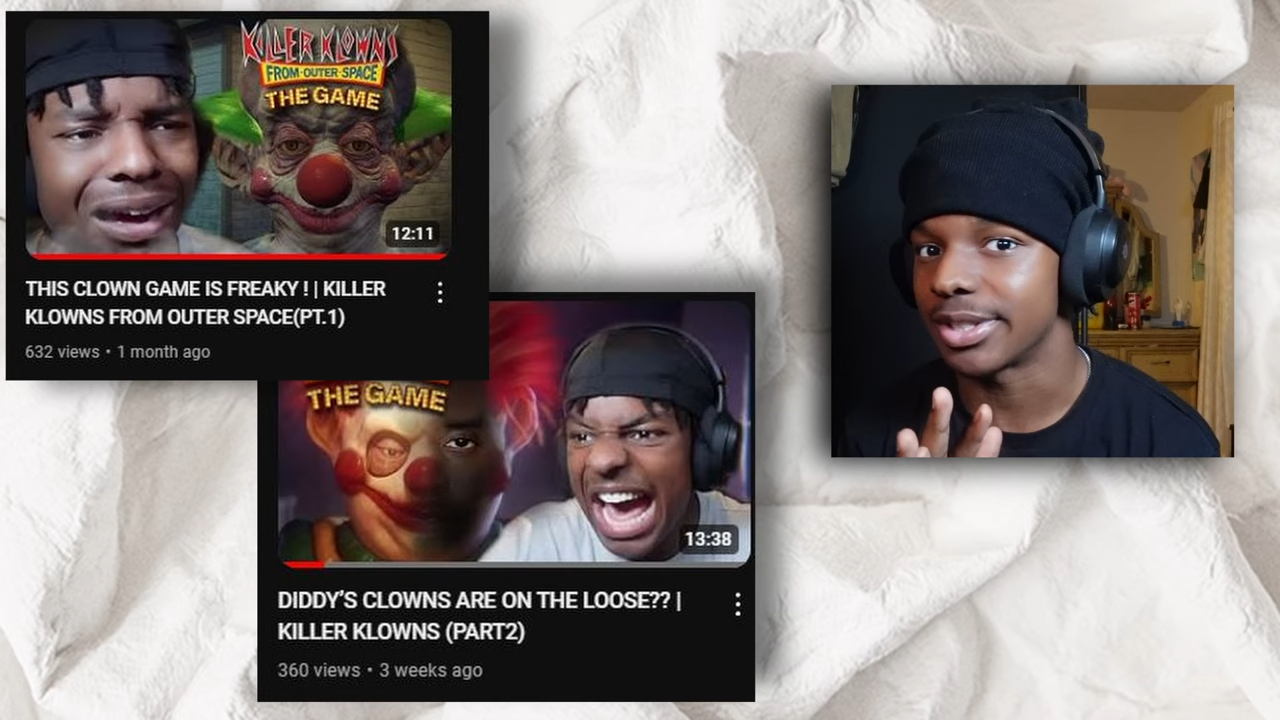 KILLER KLOWNS
FROM OUTER SPACE
THE GAME
12:11
THIS CLOWN GAME IS FREAKY ! | KILLER
KLOWNS FROM OUTER SPACE(PT.1)
632 views • 1 month ago
THE GAME
13:38
DIDDY'S CLOWNS ARE ON THE LOOSE?? |
KILLER KLOWNS (PART2)
360 views • 3 weeks ago